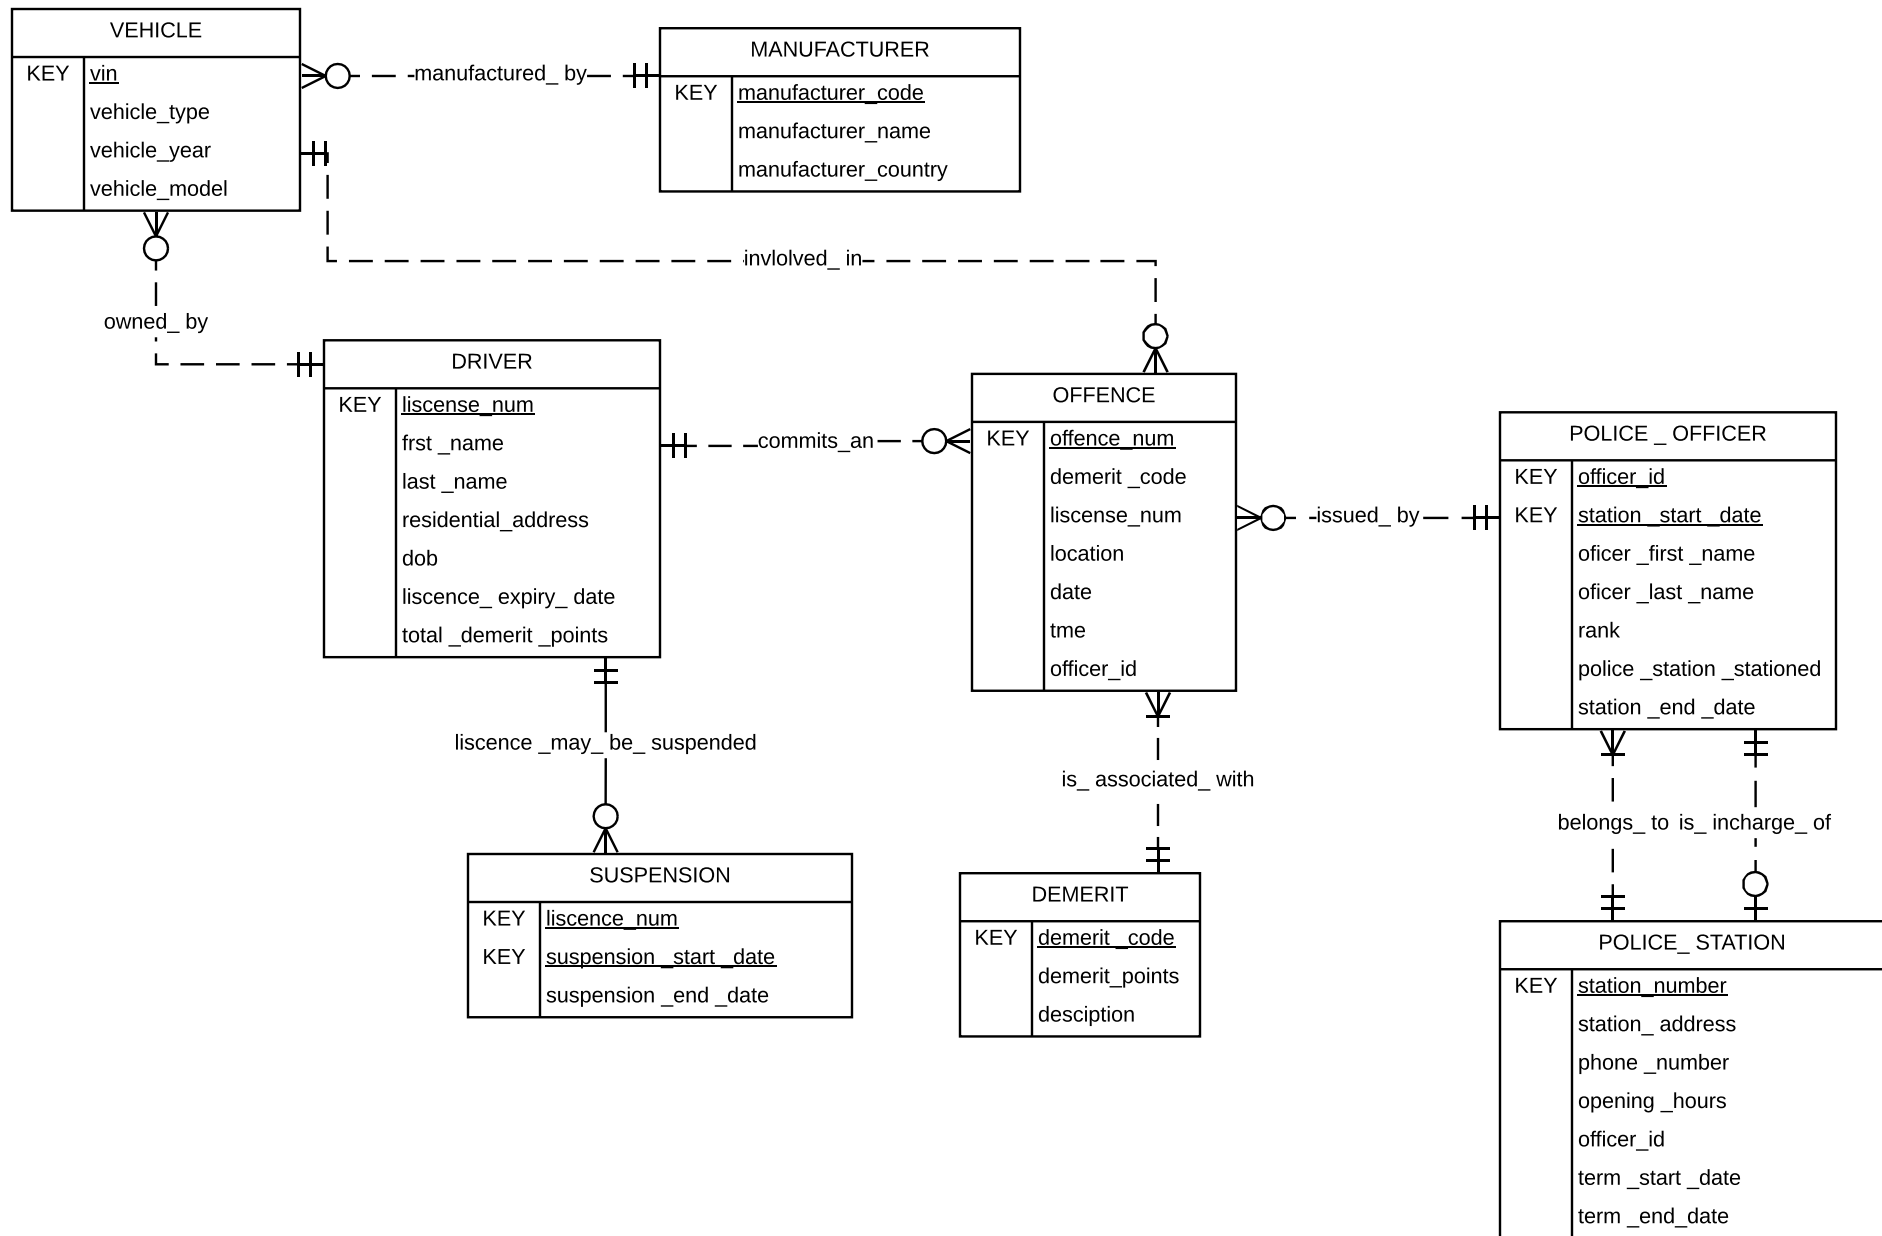 VEHICLE
KEY vin
vehicle_type
vehicle_year
vehicle_model
manufactured_ by
MANUFACTURER
KEY manufacturer_code
manufacturer_name
manufacturer_country
invlolved_ in
owned_ by
DRIVER
KEY liscense_num
frst _name
last _name
residential_address
dob
liscence_ expiry_ date
total _demerit _points
commits_an
OFFENCE
KEY offence_num
demerit _code
liscense_num
location
date
tme
officer_id
issued_ by
POLICE _ OFFICER
KEY officer_id
KEY station _start _date
oficer _first _name
oficer _last _name
rank
police _station _stationed
station _end _date
liscence _may_ be_ suspended
is_ associated_ with
belongs_ to
is_ incharge_ of
SUSPENSION
KEY liscence_num
KEY suspension _start _date
suspension _end _date
DEMERIT
KEY demerit _code
demerit_points
desciption
POLICE_ STATION
KEY station_number
station_ address
phone _number
opening _hours
officer_id
term _start _date
term _end_date